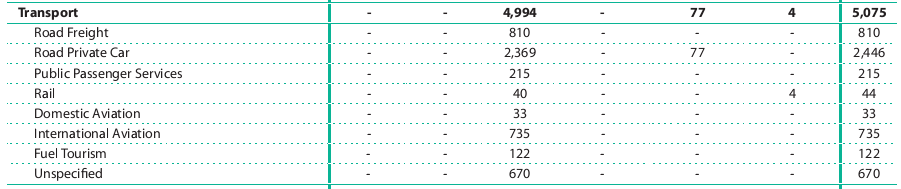 Transport - - 4,994 - 77 4 5,075
Road Freight - - 810 - - - 810
Road Private Car - - 2,369 - 77 - 2,446
Public Passenger Services - - 215 - - - 215
Rail - - 40 - - 4 44
Domestic Aviation - - 33 - - - 33
International Aviation - - 735 - - - 735
Fuel Tourism - - 122 - - - 122
Unspecified - - 670 - - - 670